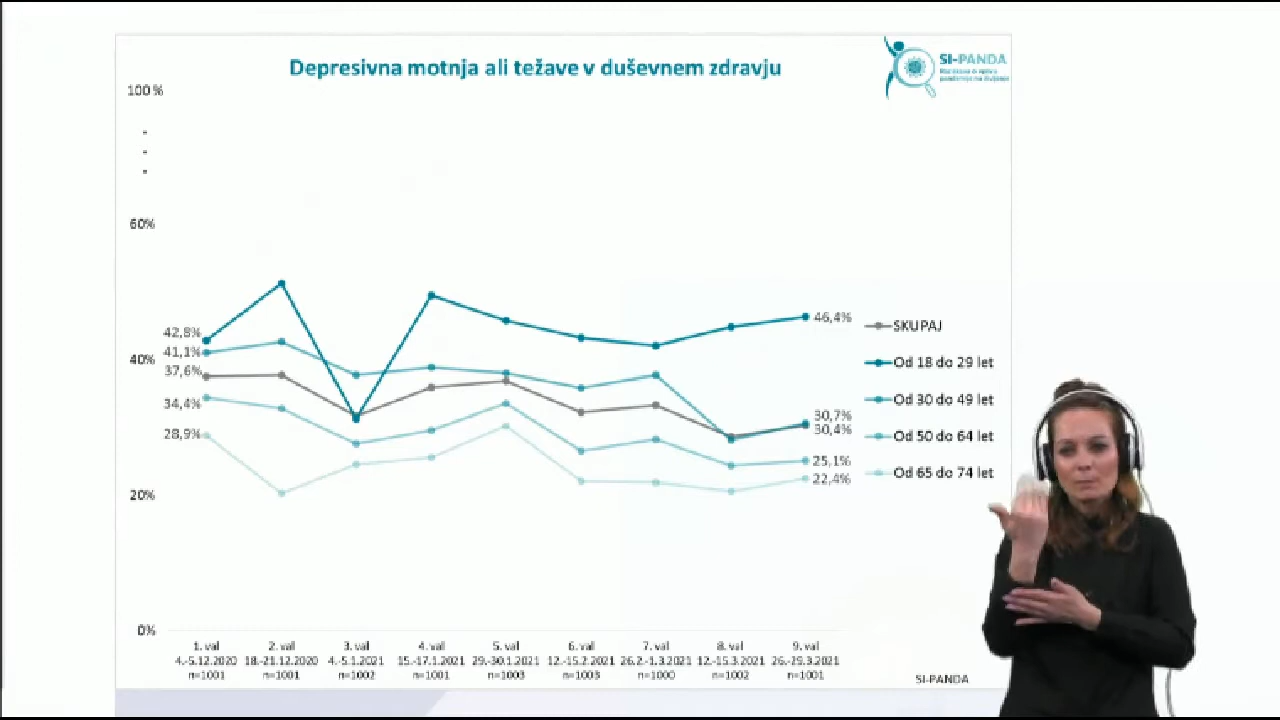 Depresivna motnja ali težave v duševnem zdravju
SI-PANDA
100 %
60%
40%
20%
0%
42,8%
41,1%
37,6%
34,4%
28,9%
46,4%
30,7%
30,4%
25,1%
22,4%
SKUPAJ
Od 18 do 29 let
Od 30 do 49 let
Od 50 do 64 let
Od 65 do 74 let
1. val 2. val 3. val 4. val 5. val 6. val 7. val 8. val 9. val
4.-5.12.2020 18.-21.12.2020 4.-5.1.2021 15.-17.1.2021 29.-30.1.2021 12.-15.2.2021 26.2.-1.3.2021 12.-15.3.2021 26.-29.3.2021
n=1001 n=1001 n=1002 n=1001 n=1003 n=1003 n=1000 n=1002 n=1001
SI-PANDA